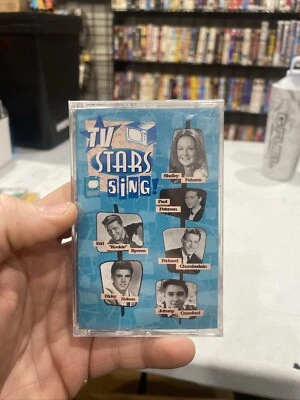 TV
STARS
SING!
Shelley
Fabares
Paul
Petersen
Edd
"Kookie"
Byrnes
Richard
Chamberlain
Ricky
Nelson
Johnny
Crawford